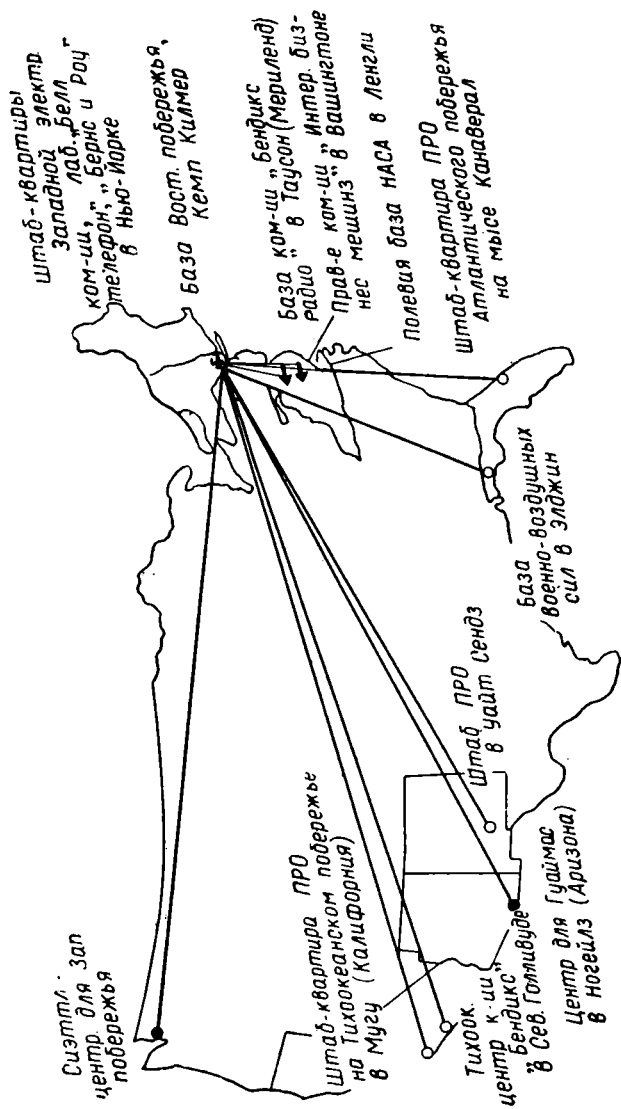 штаб-квартиры
Западной электр.
ком-ии, „ лаб. „Белл
телефон, „ Бернс и Роу”
в Нью-Йорке
База Вост. побережья,
Кемп Килмер
База ком-ии „ Бендикс
радио ” в Таусон (Мериленд)
Прав-е ком-ии „ Интер. биз-
нес мешинз ” в Вашингтоне
Полевия база НАСА в Ленгли
Штаб-квартира ПРО
Атлантического побережья
на мысе Канаверал
База
военно-воздушных
сил в Элджин
Штаб ПРО
в Уайт Сендз
Сиэттл.
центр. для Зап
побережья
Штаб-квартира ПРО
на Тихоокеанском побережье
в Мугу (Калифорния)
Тихоок.
центр к-ии
Бендикс ”
” в Сев. Голливуде
Центр для Гуаймас
в Ногейлз (Аризона)